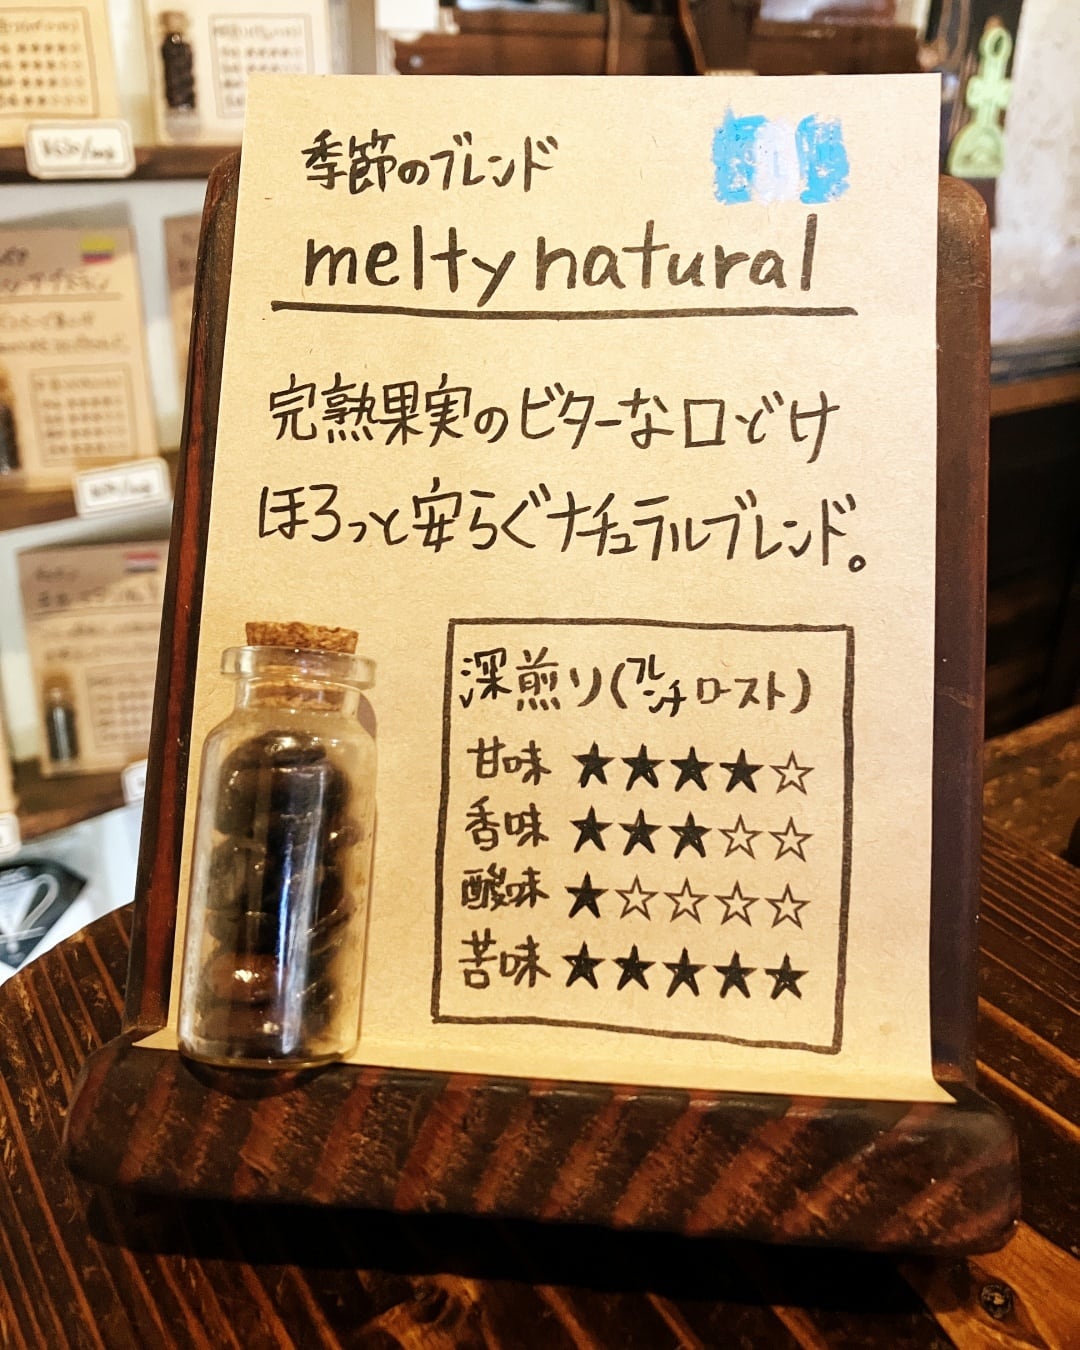 季節のブレンド
melty natural
完熟果実のビターな口どけ
ほろっと安らぐナチュラルブレンド。
深煎り(フレンチロースト)
甘味 ★★★★☆
香味 ★★★☆☆
酸味 ★☆☆☆☆
苦味 ★★★★★